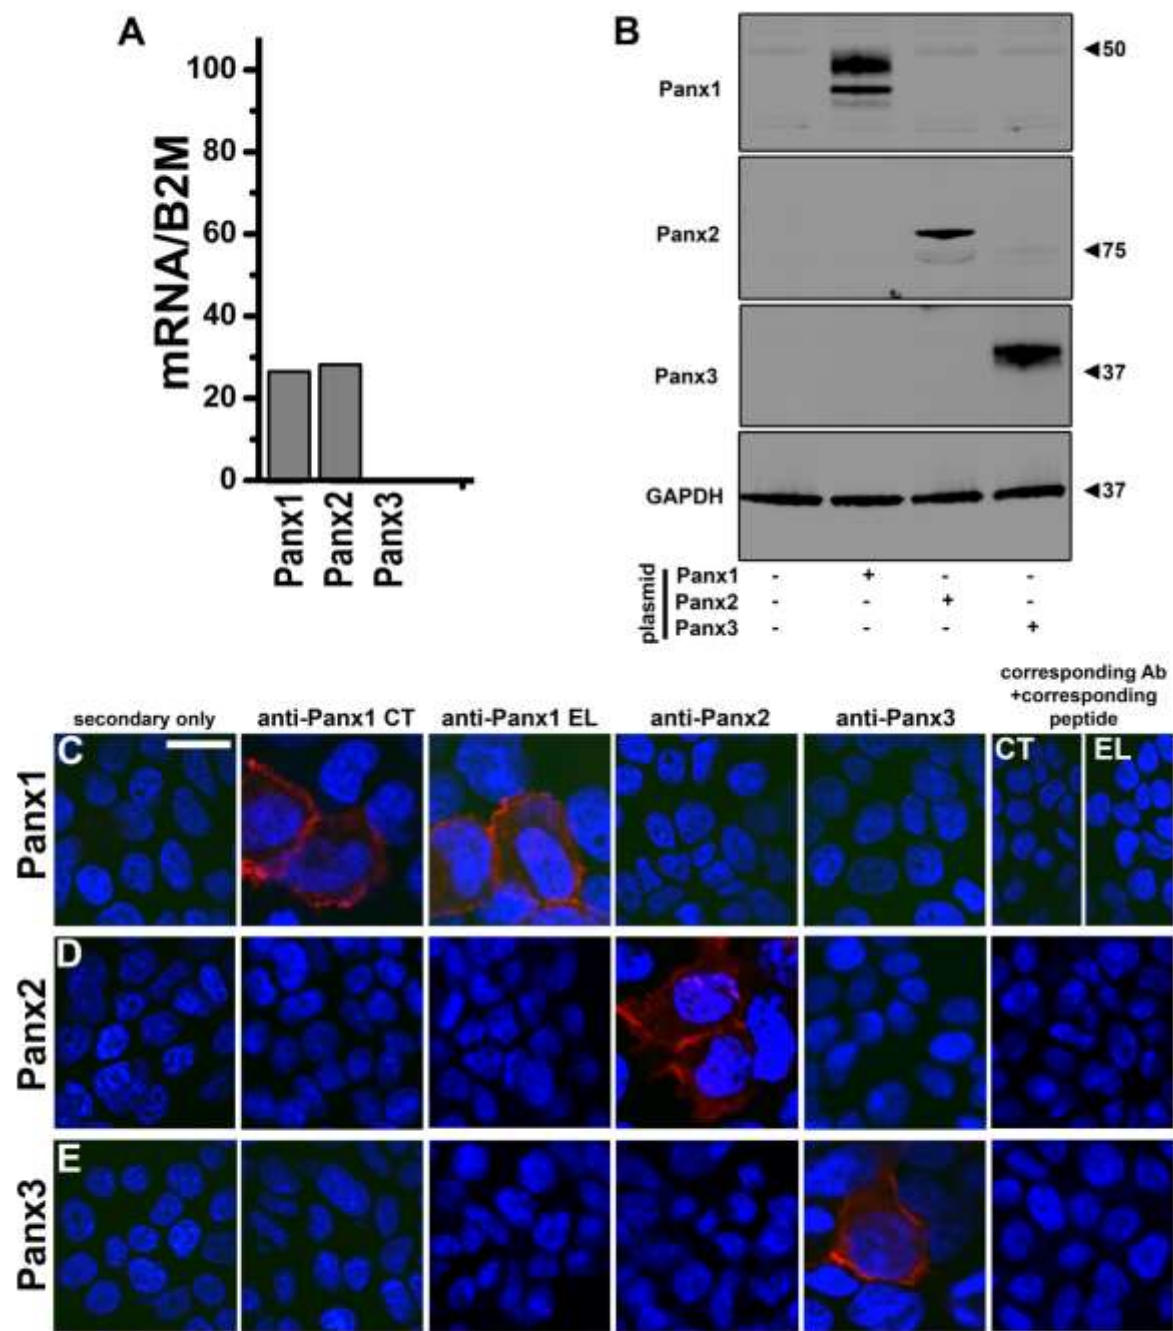 A
mRNA/B2M
100
80
60
40
20
0
Panx1
Panx2
Panx3
B
Panx1
◄50
Panx2
◄75
Panx3
◄37
GAPDH
◄37
plasmid
Panx1 - + - -
Panx2 - - + -
Panx3 - - - +
secondary only
anti-Panx1 CT
anti-Panx1 EL
anti-Panx2
anti-Panx3
corresponding Ab
+corresponding
peptide
Panx1
C
CT
EL
Panx2
D
Panx3
E